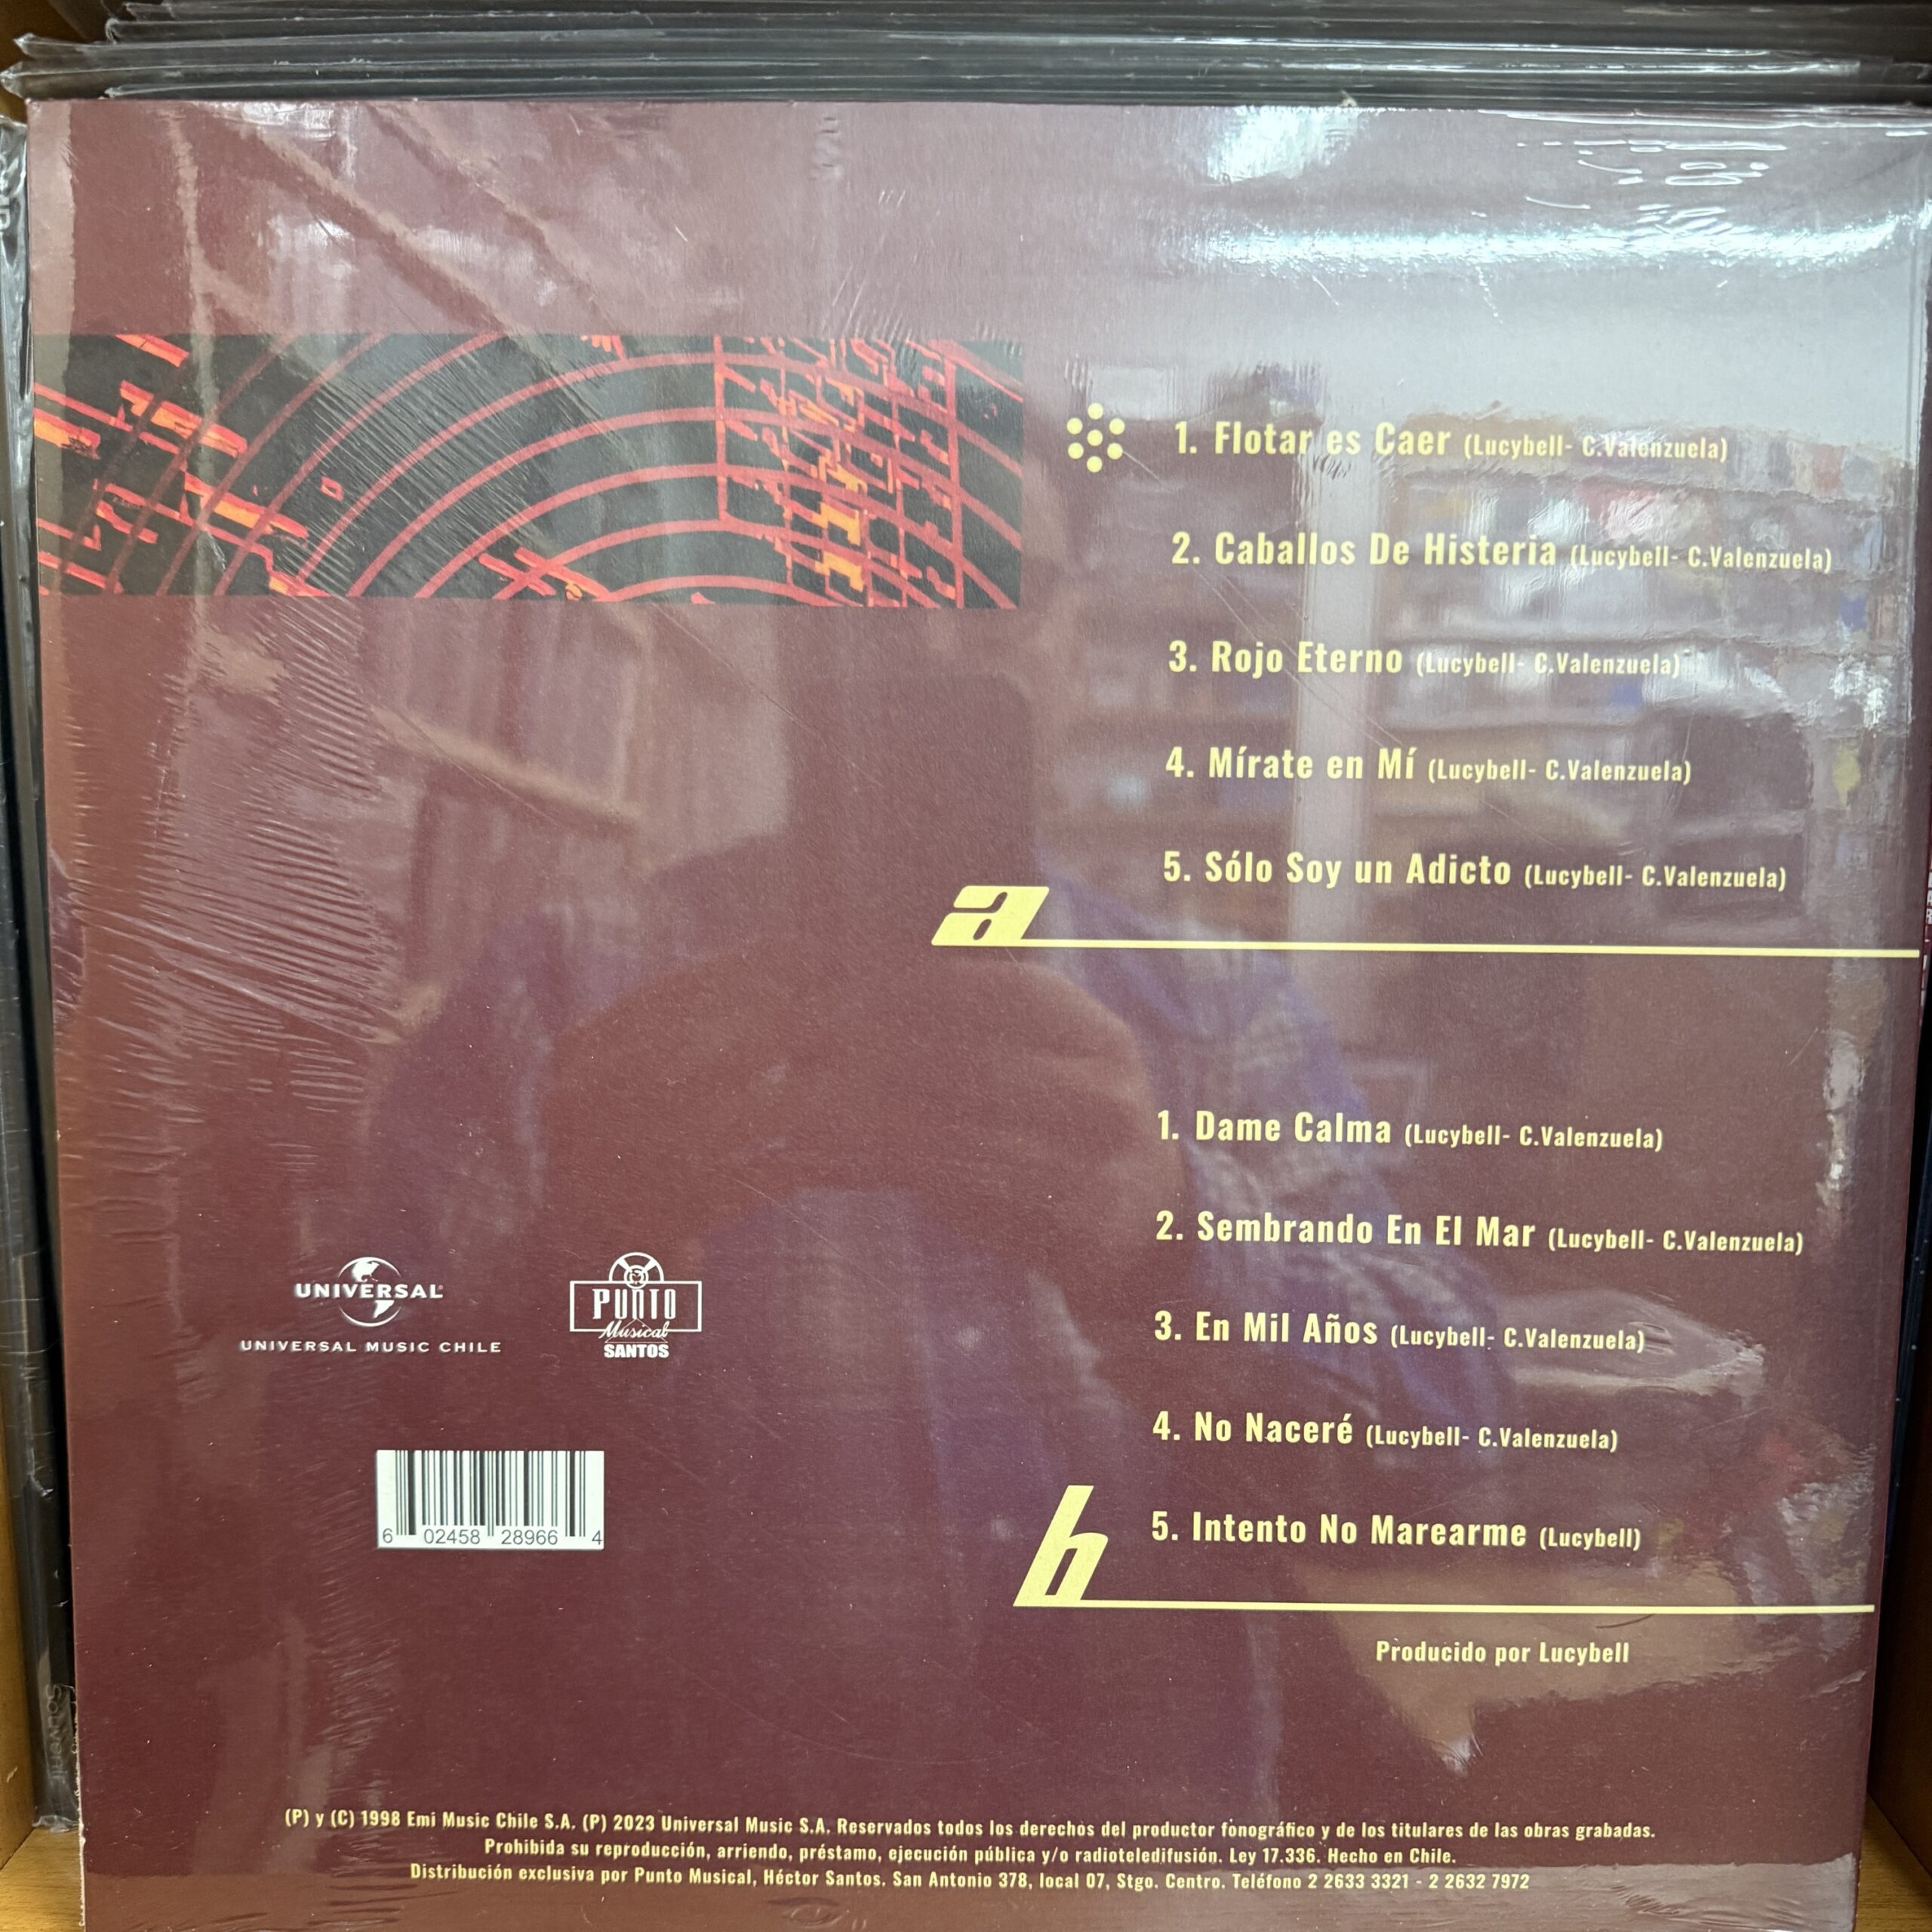 1. Flotar es Caer (Lucybell- C.Valenzuela)
2. Caballos De Histeria (Lucybell- C.Valenzuela)
3. Rojo Eterno (Lucybell- C.Valenzuela)
4. Mírate en Mí (Lucybell- C.Valenzuela)
5. Sólo Soy un Adicto (Lucybell- C.Valenzuela)
a
1. Dame Calma (Lucybell- C.Valenzuela)
2. Sembrando En El Mar (Lucybell- C.Valenzuela)
3. En Mil Años (Lucybell- C.Valenzuela)
4. No Naceré (Lucybell- C.Valenzuela)
5. Intento No Marearme (Lucybell)
b
Producido por Lucybell
UNIVERSAL
UNIVERSAL MUSIC CHILE
PUNTO
Musical
SANTOS
6 02458 28966 4
(P) y (C) 1998 Emi Music Chile S.A. (P) 2023 Universal Music S.A. Reservados todos los derechos del productor fonográfico y de los titulares de las obras grabadas.
Prohibida su reproducción, arriendo, préstamo, ejecución pública y/o radioteledifusión. Ley 17.336. Hecho en Chile.
Distribución exclusiva por Punto Musical, Héctor Santos. San Antonio 378, local 07, Stgo. Centro. Teléfono 2 2633 3321 - 2 2632 7972